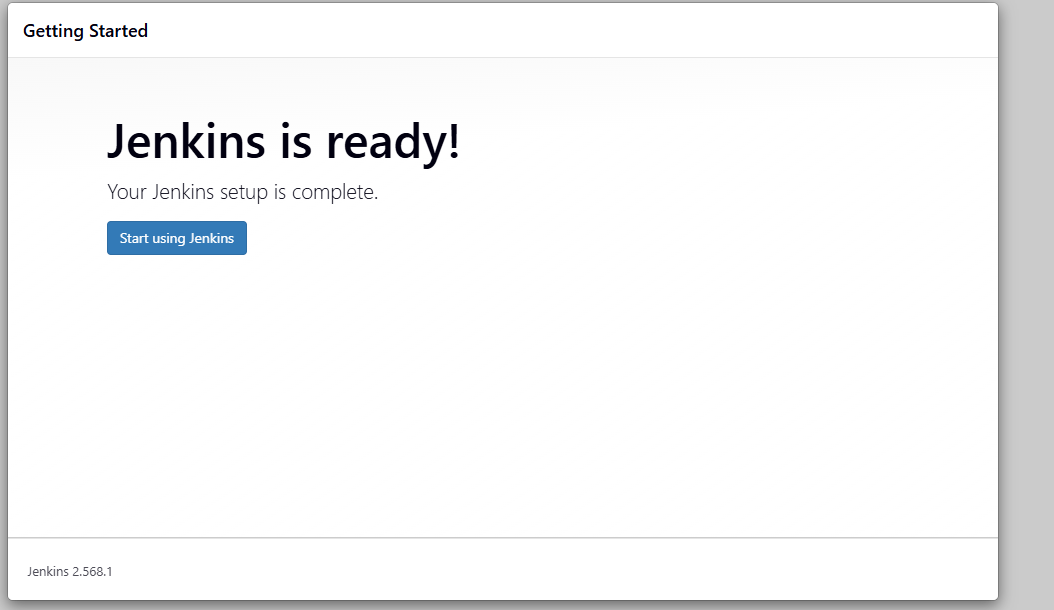 Getting Started
Jenkins is ready!
Your Jenkins setup is complete.
Start using Jenkins
Jenkins 2.568.1